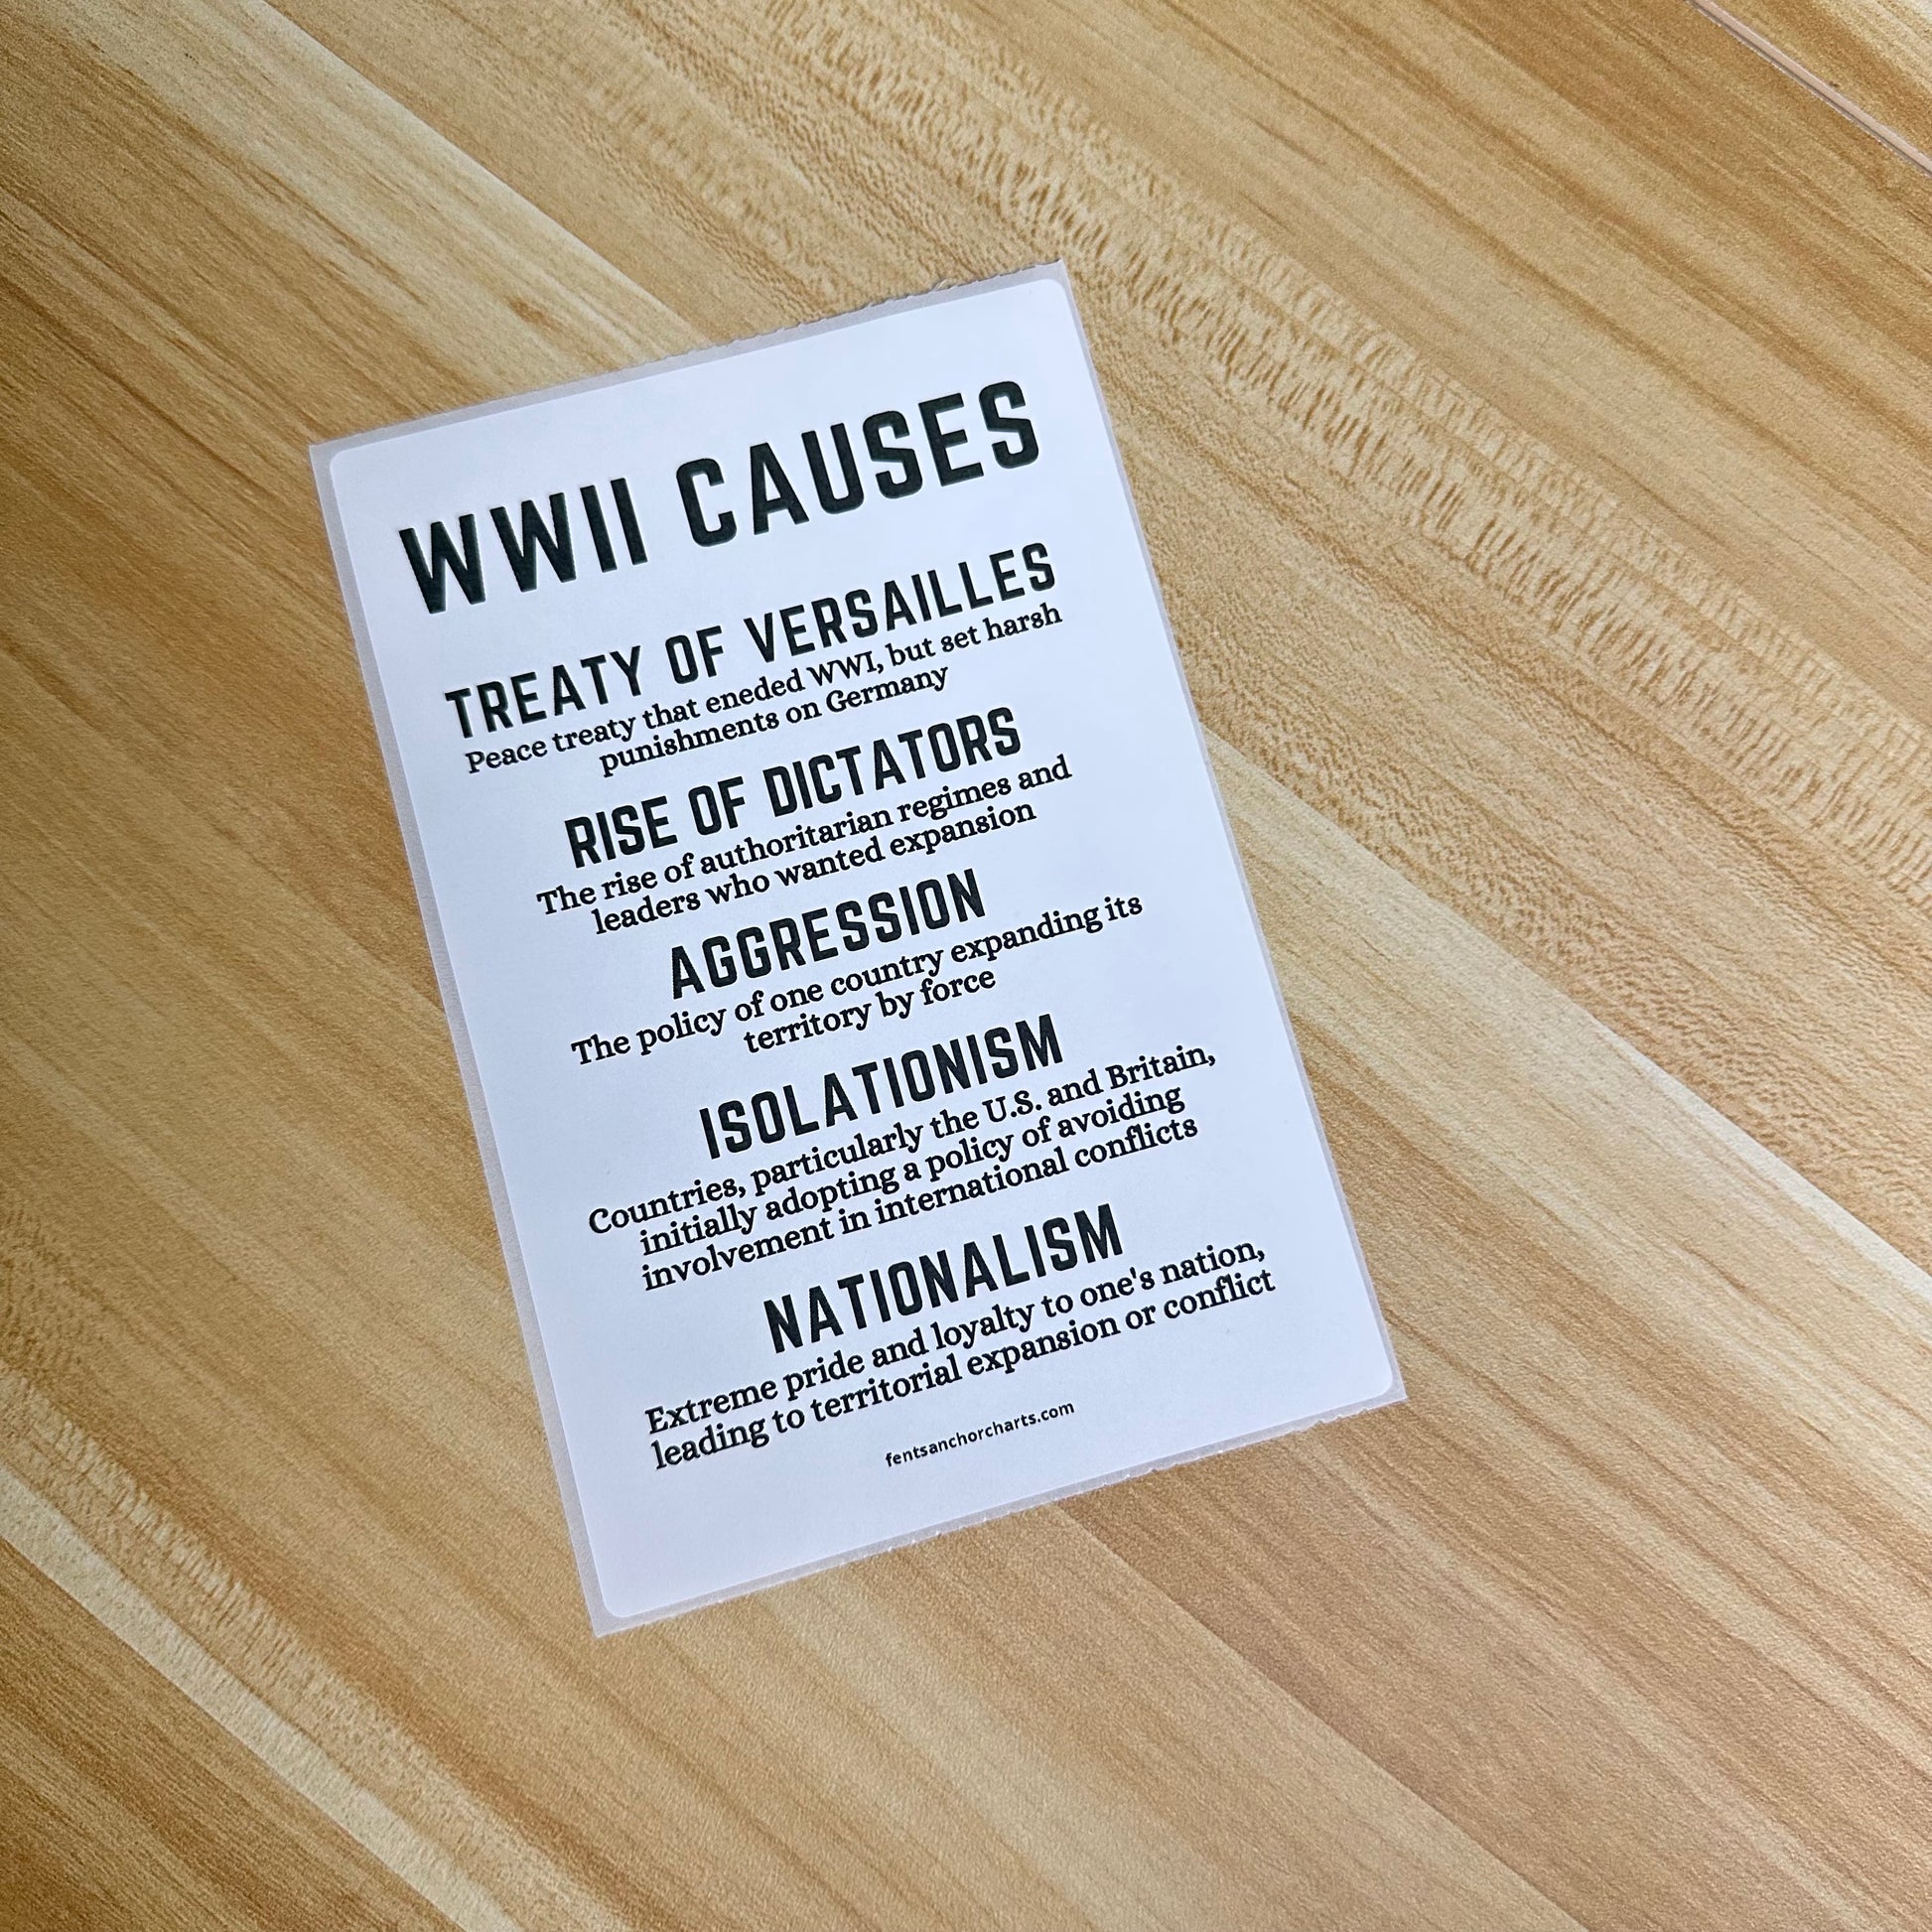 WWII CAUSES
TREATY OF VERSAILLES
Peace treaty that eneded WWI, but set harsh
punishments on Germany
RISE OF DICTATORS
The rise of authoritarian regimes and
leaders who wanted expansion
AGGRESSION
The policy of one country expanding its
territory by force
ISOLATIONISM
Countries, particularly the U.S. and Britain,
initially adopting a policy of avoiding
involvement in international conflicts
NATIONALISM
Extreme pride and loyalty to one's nation,
leading to territorial expansion or conflict
fentsanchorcharts.com